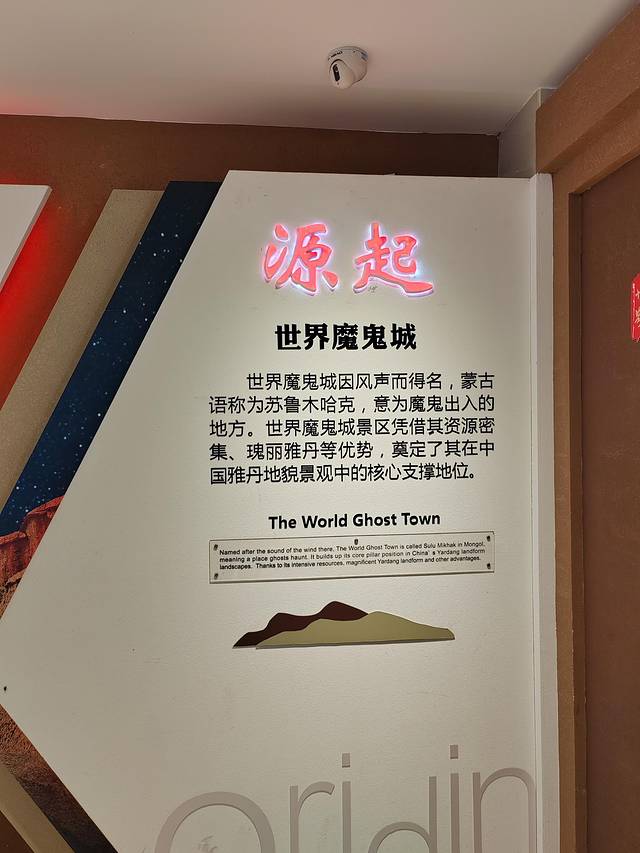 源起
世界魔鬼城
世界魔鬼城因风声而得名，蒙古
语称为苏鲁木哈克，意为魔鬼出入的
地方。世界魔鬼城景区凭借其资源密
集、瑰丽雅丹等优势，奠定了其在中
国雅丹地貌景观中的核心支撑地位。
The World Ghost Town
Named after the sound of the wind there, The World Ghost Town is called Sulu Mikhak in Mongol,
meaning a place ghosts haunt. It builds up its core pillar position in China’s Yardang landform
landscapes. Thanks to its intensive resources, magnificent Yardang landform and other advantages.
Origin